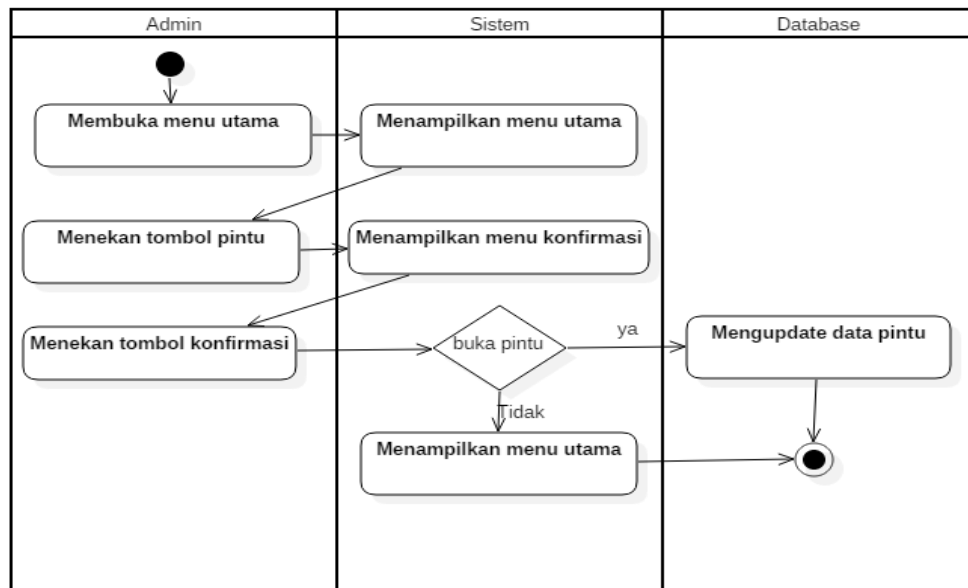 Admin
Sistem
Database
Membuka menu utama
Menampilkan menu utama
Menekan tombol pintu
Menampilkan menu konfirmasi
Menekan tombol konfirmasi
buka pintu
ya
Mengupdate data pintu
Tidak
Menampilkan menu utama